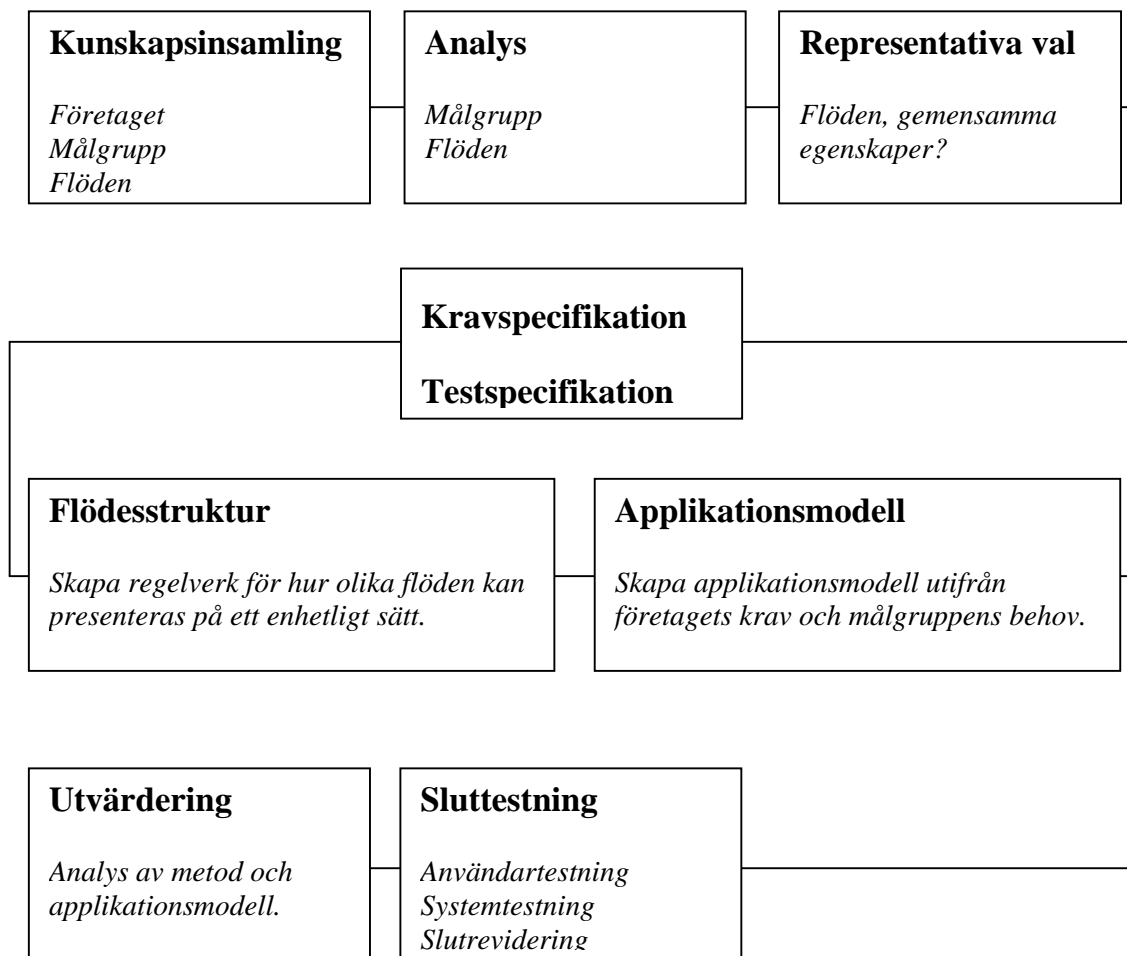 Kunskapsinsamling
Företaget
Målgrupp
Flöden
Analys
Målgrupp
Flöden
Representativa val
Flöden, gemensamma
egenskaper?
Kravspecifikation
Testspecifikation
Flödesstruktur
Skapa regelverk för hur olika flöden kan
presenteras på ett enhetligt sätt.
Applikationsmodell
Skapa applikationsmodell utifrån
företagets krav och målgruppens behov.
Utvärdering
Analys av metod och
applikationsmodell.
Sluttestning
Användartestning
Systemtestning
Slutrevidering